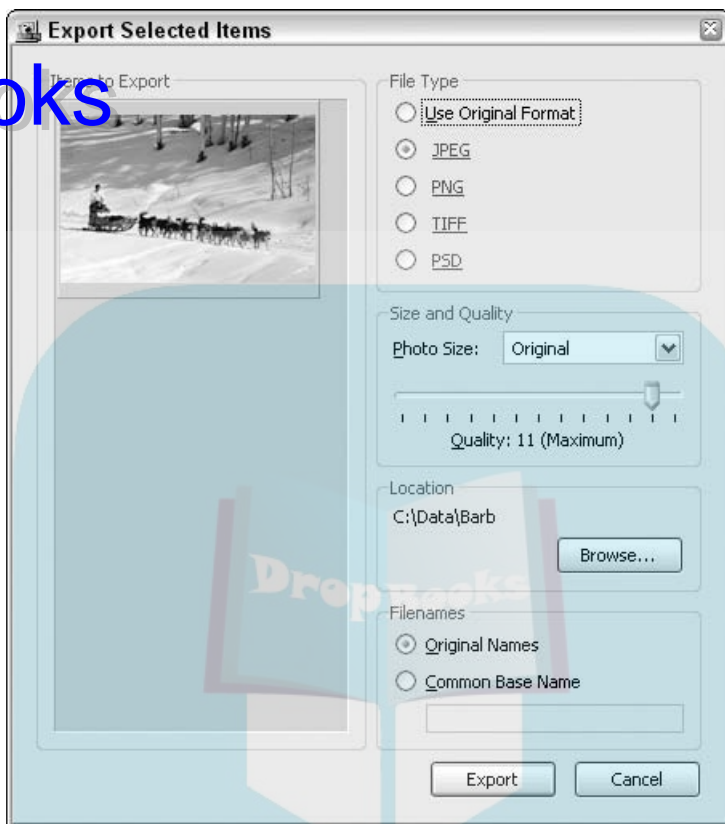 Export Selected Items
Items to Export
oks
File Type
Use Original Format
JPEG
PNG
TIFF
PSD
Size and Quality
Photo Size: Original
Quality: 11 (Maximum)
Location
C:\Data\Barb
Browse...
DropBooks
Filenames
Original Names
Common Base Name
Export Cancel